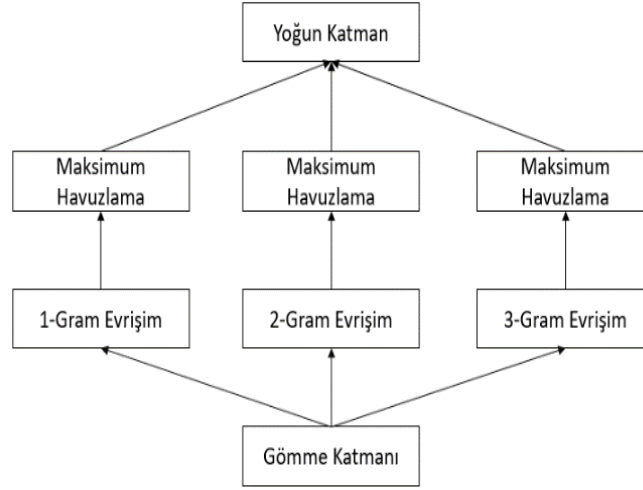 Yoğun Katman
Maksimum
Havuzlama
Maksimum
Havuzlama
Maksimum
Havuzlama
1-Gram Evrişim
2-Gram Evrişim
3-Gram Evrişim
Gömme Katmanı